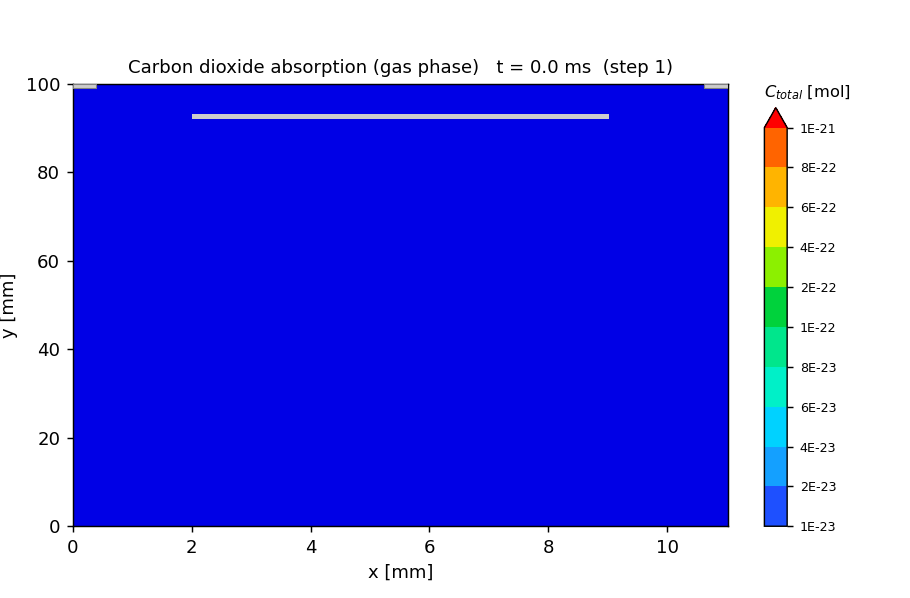 Carbon dioxide absorption (gas phase)   t = 0.0 ms  (step 1)
C_total [mol]
1E-21
8E-22
6E-22
4E-22
2E-22
1E-22
8E-23
6E-23
4E-23
2E-23
1E-23
y [mm]
100
80
60
40
20
0
0 2 4 6 8 10
x [mm]